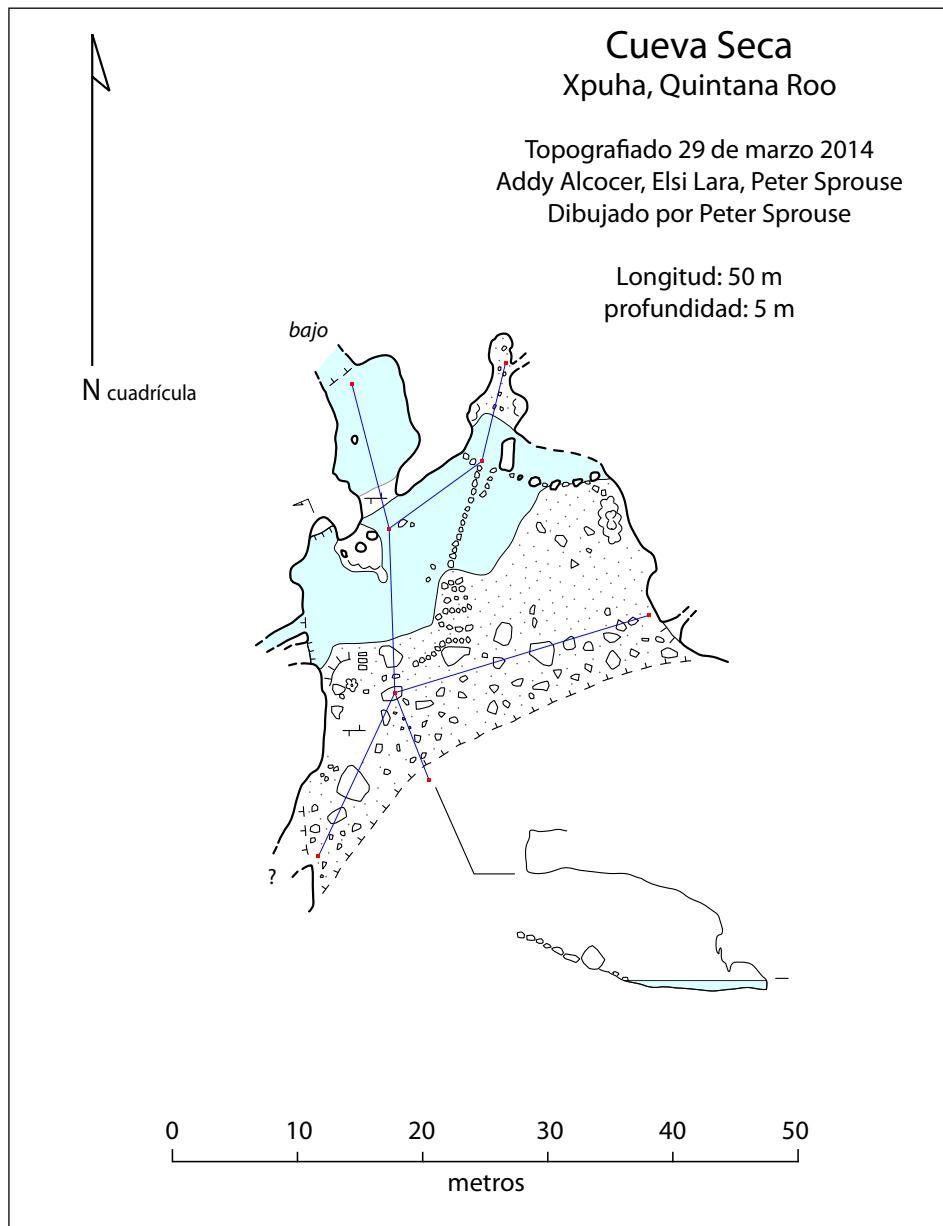 Cueva Seca
Xpuha, Quintana Roo
Topografiado 29 de marzo 2014
Addy Alcocer, Elsi Lara, Peter Sprouse
Dibujado por Peter Sprouse
Longitud: 50 m
profundidad: 5 m
bajo
N cuadrícula
?
0 10 20 30 40 50
metros